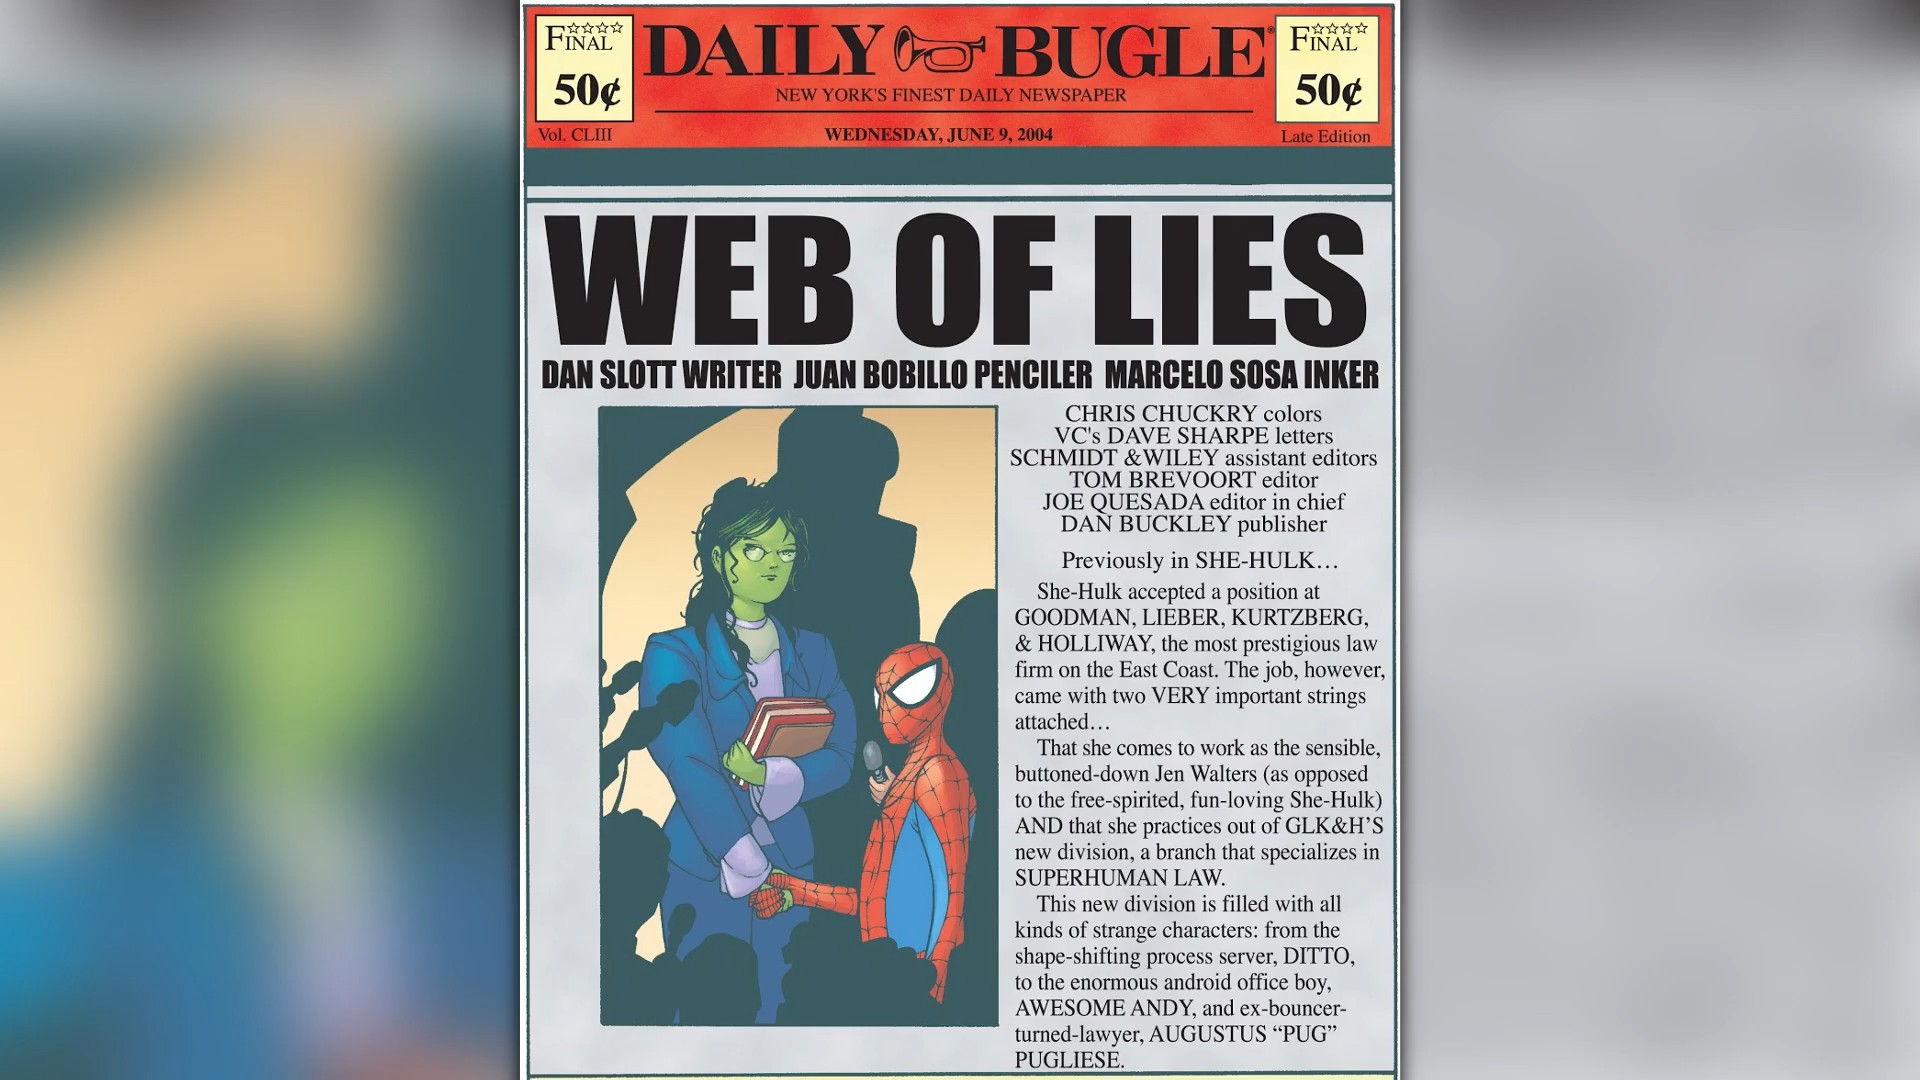 FINAL
50¢
DAILY BUGLE®
FINAL
50¢
NEW YORK'S FINEST DAILY NEWSPAPER
Vol. CLIII
WEDNESDAY, JUNE 9, 2004
Late Edition
WEB OF LIES
DAN SLOTT WRITER JUAN BOBILLO PENCILER MARCELO SOSA INKER
CHRIS CHUCKRY colors
VC's DAVE SHARPE letters
SCHMIDT &WILEY assistant editors
TOM BREVOORT editor
JOE QUESADA editor in chief
DAN BUCKLEY publisher
Previously in SHE-HULK…
She-Hulk accepted a position at
GOODMAN, LIEBER, KURTZBERG,
& HOLLIWAY, the most prestigious law
firm on the East Coast. The job, however,
came with two VERY important strings
attached…
That she comes to work as the sensible,
buttoned-down Jen Walters (as opposed
to the free-spirited, fun-loving She-Hulk)
AND that she practices out of GLK&H'S
new division, a branch that specializes in
SUPERHUMAN LAW.
This new division is filled with all
kinds of strange characters: from the
shape-shifting process server, DITTO,
to the enormous android office boy,
AWESOME ANDY, and ex-bouncer-
turned-lawyer, AUGUSTUS “PUG”
PUGLIESE.